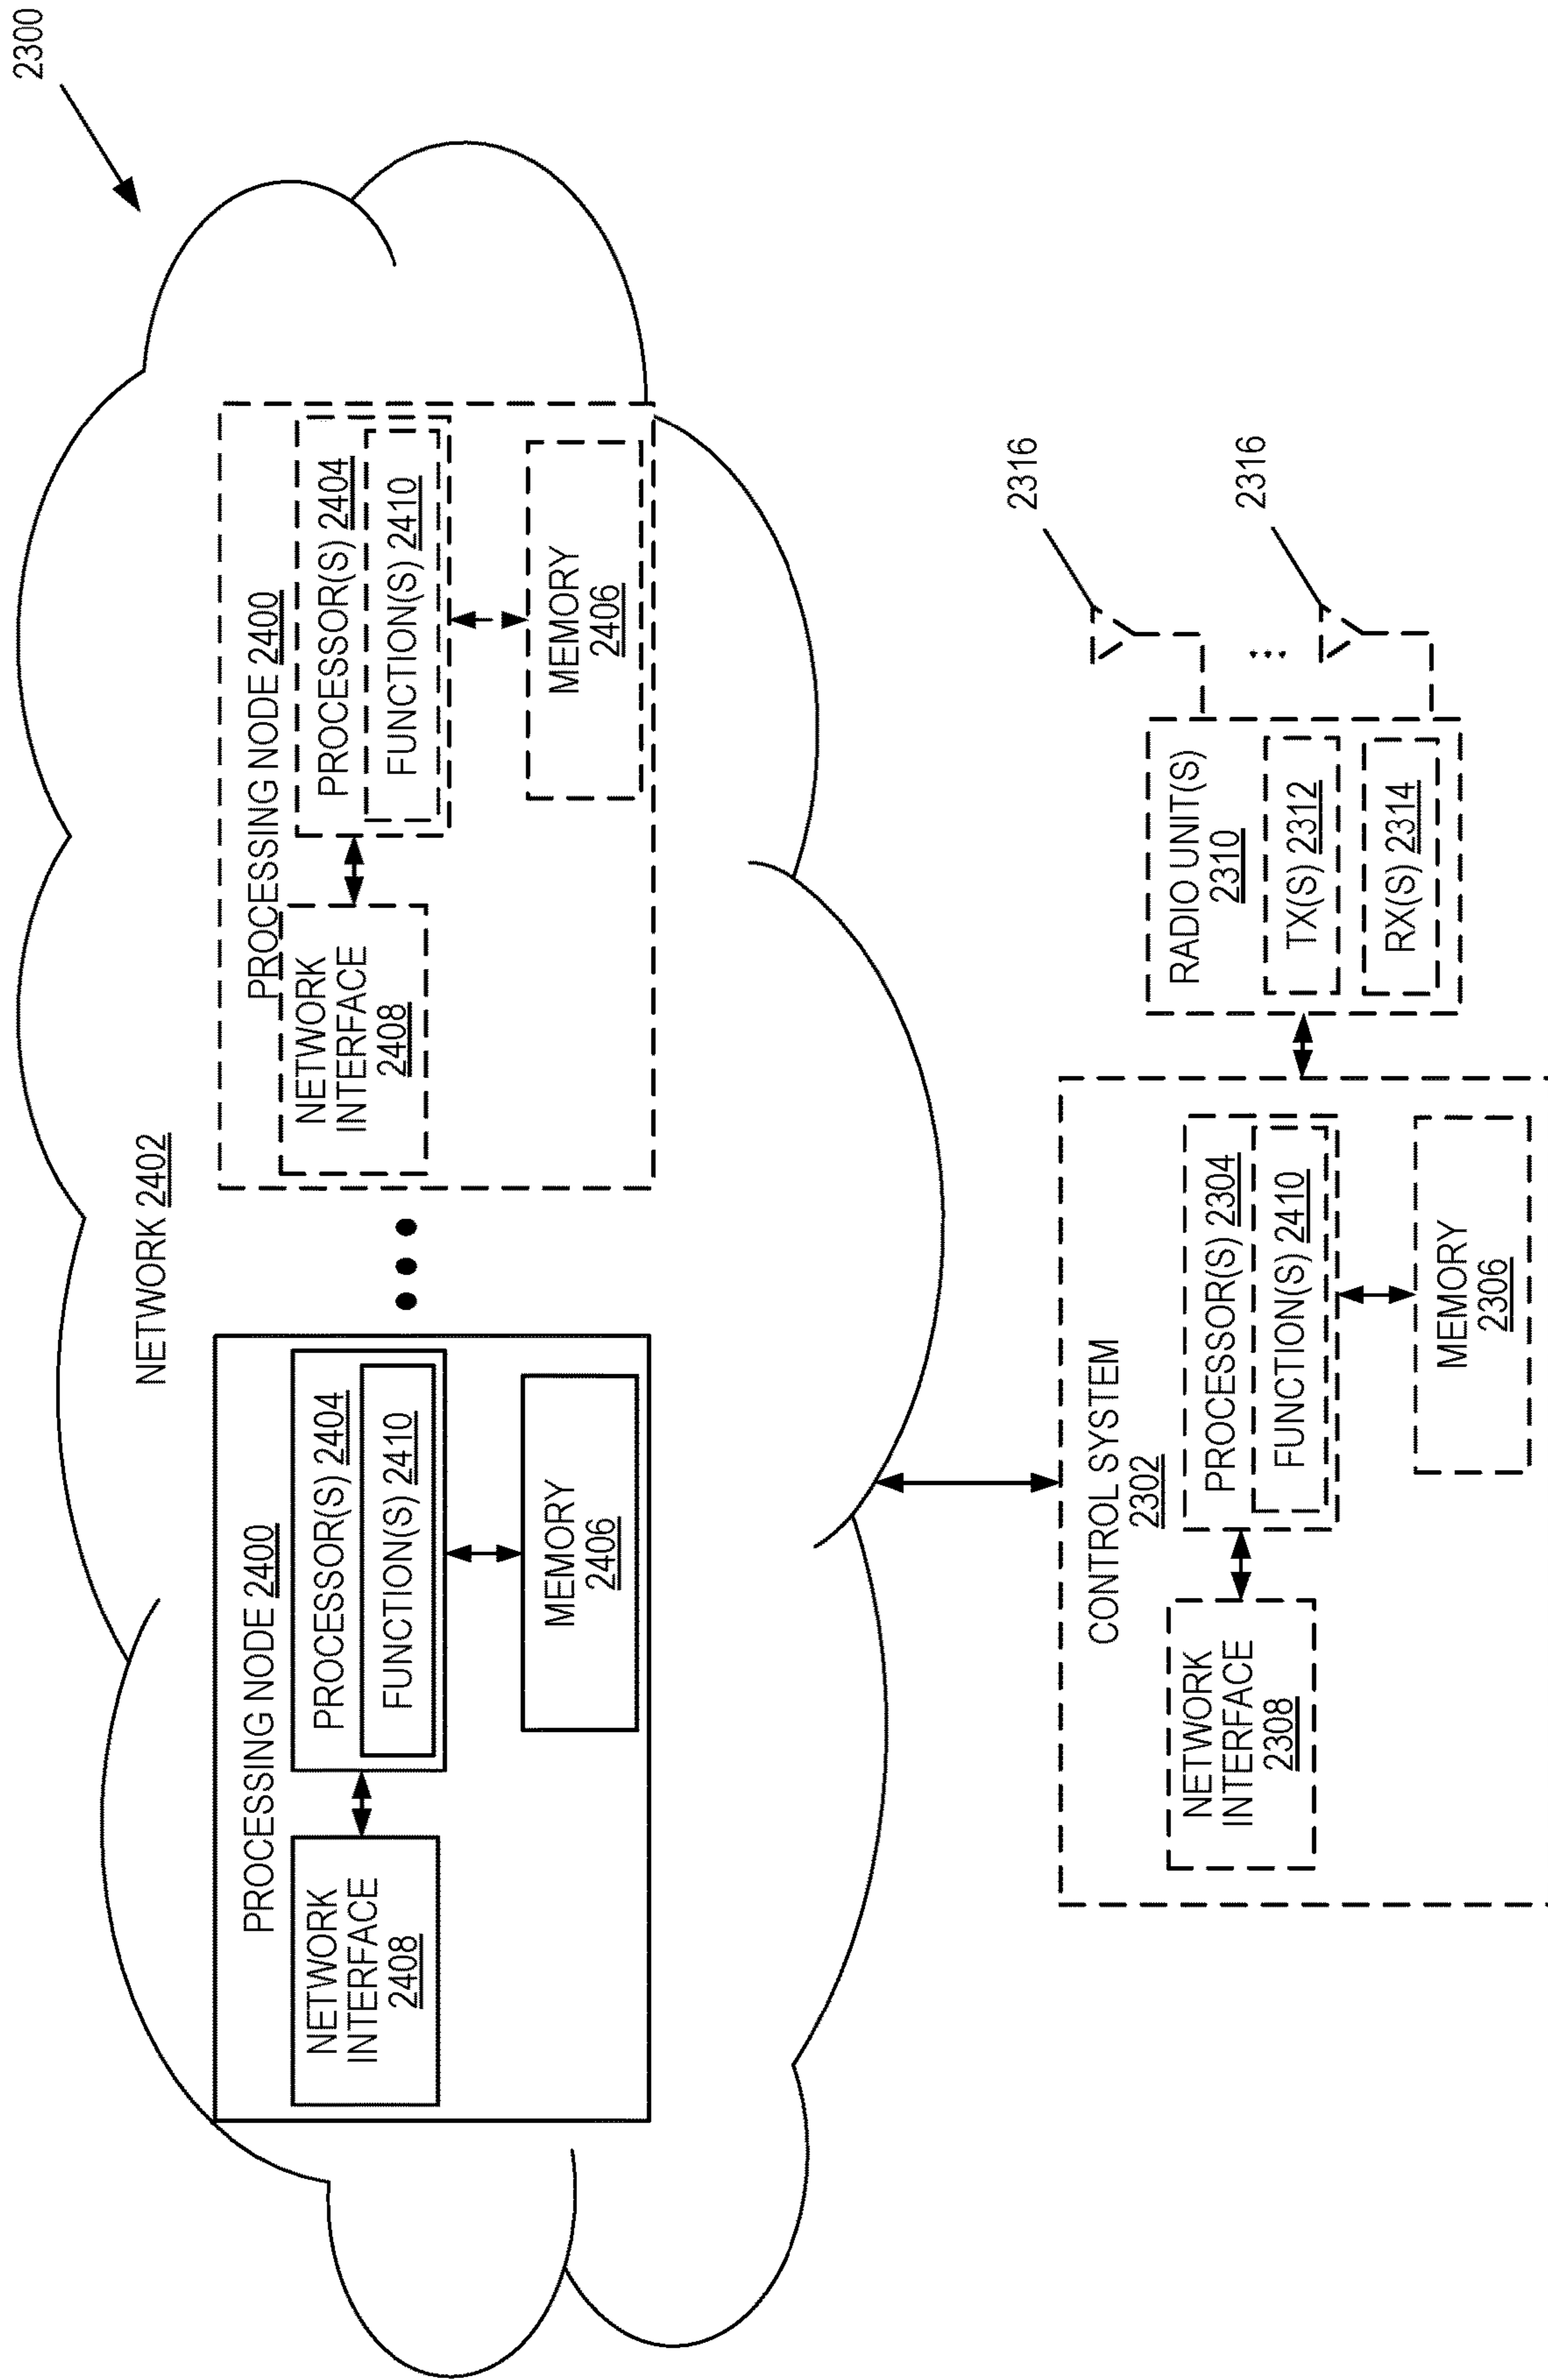 2300
NETWORK 2402
PROCESSING NODE 2400
NETWORK
INTERFACE
2408
PROCESSOR(S) 2404
FUNCTION(S) 2410
MEMORY
2406
PROCESSING NODE 2400
NETWORK
INTERFACE
2408
PROCESSOR(S) 2404
FUNCTION(S) 2410
MEMORY
2406
CONTROL SYSTEM
2302
NETWORK
INTERFACE
2308
PROCESSOR(S) 2304
FUNCTION(S) 2410
MEMORY
2306
RADIO UNIT(S)
2310
TX(S) 2312
RX(S) 2314
2316
2316